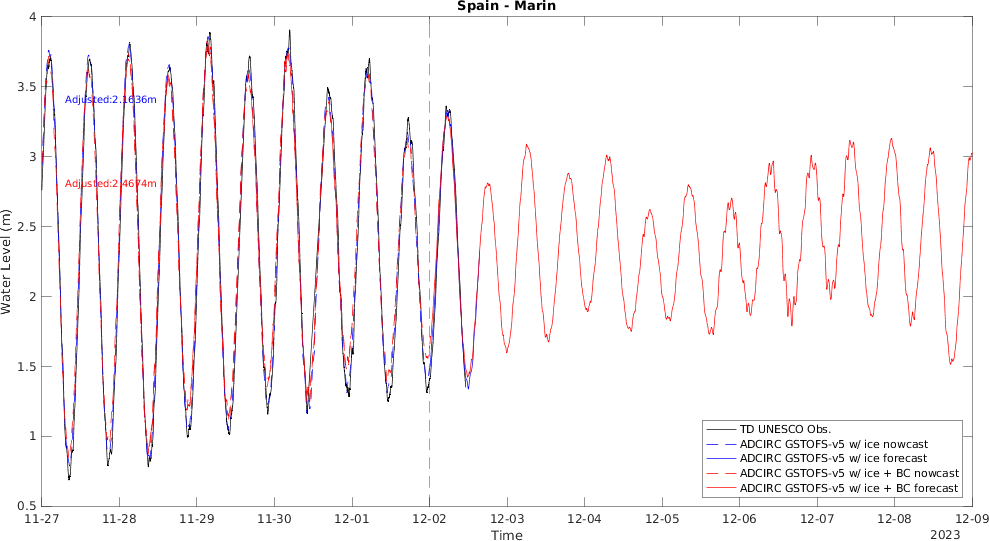 Spain - Marin
4
3.5
3
2.5
2
1.5
1
0.5
Water Level (m)
Adjusted:2.1636m
Adjusted:2.4674m
TD UNESCO Obs.
ADCIRC GSTOFS-v5 w/ ice nowcast
ADCIRC GSTOFS-v5 w/ ice forecast
ADCIRC GSTOFS-v5 w/ ice + BC nowcast
ADCIRC GSTOFS-v5 w/ ice + BC forecast
11-27 11-28 11-29 11-30 12-01 12-02 12-03 12-04 12-05 12-06 12-07 12-08 12-09
Time
2023